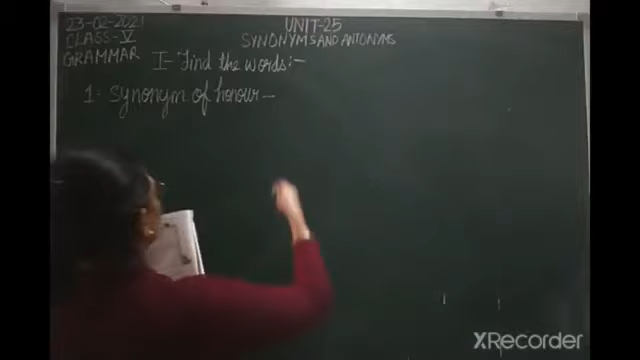 23-02-2021
UNIT-25
CLASS-V
SYNONYMS AND ANTONYMS
GRAMMAR
I- Find the words:-
1. Synonym of honour-
XRecorder